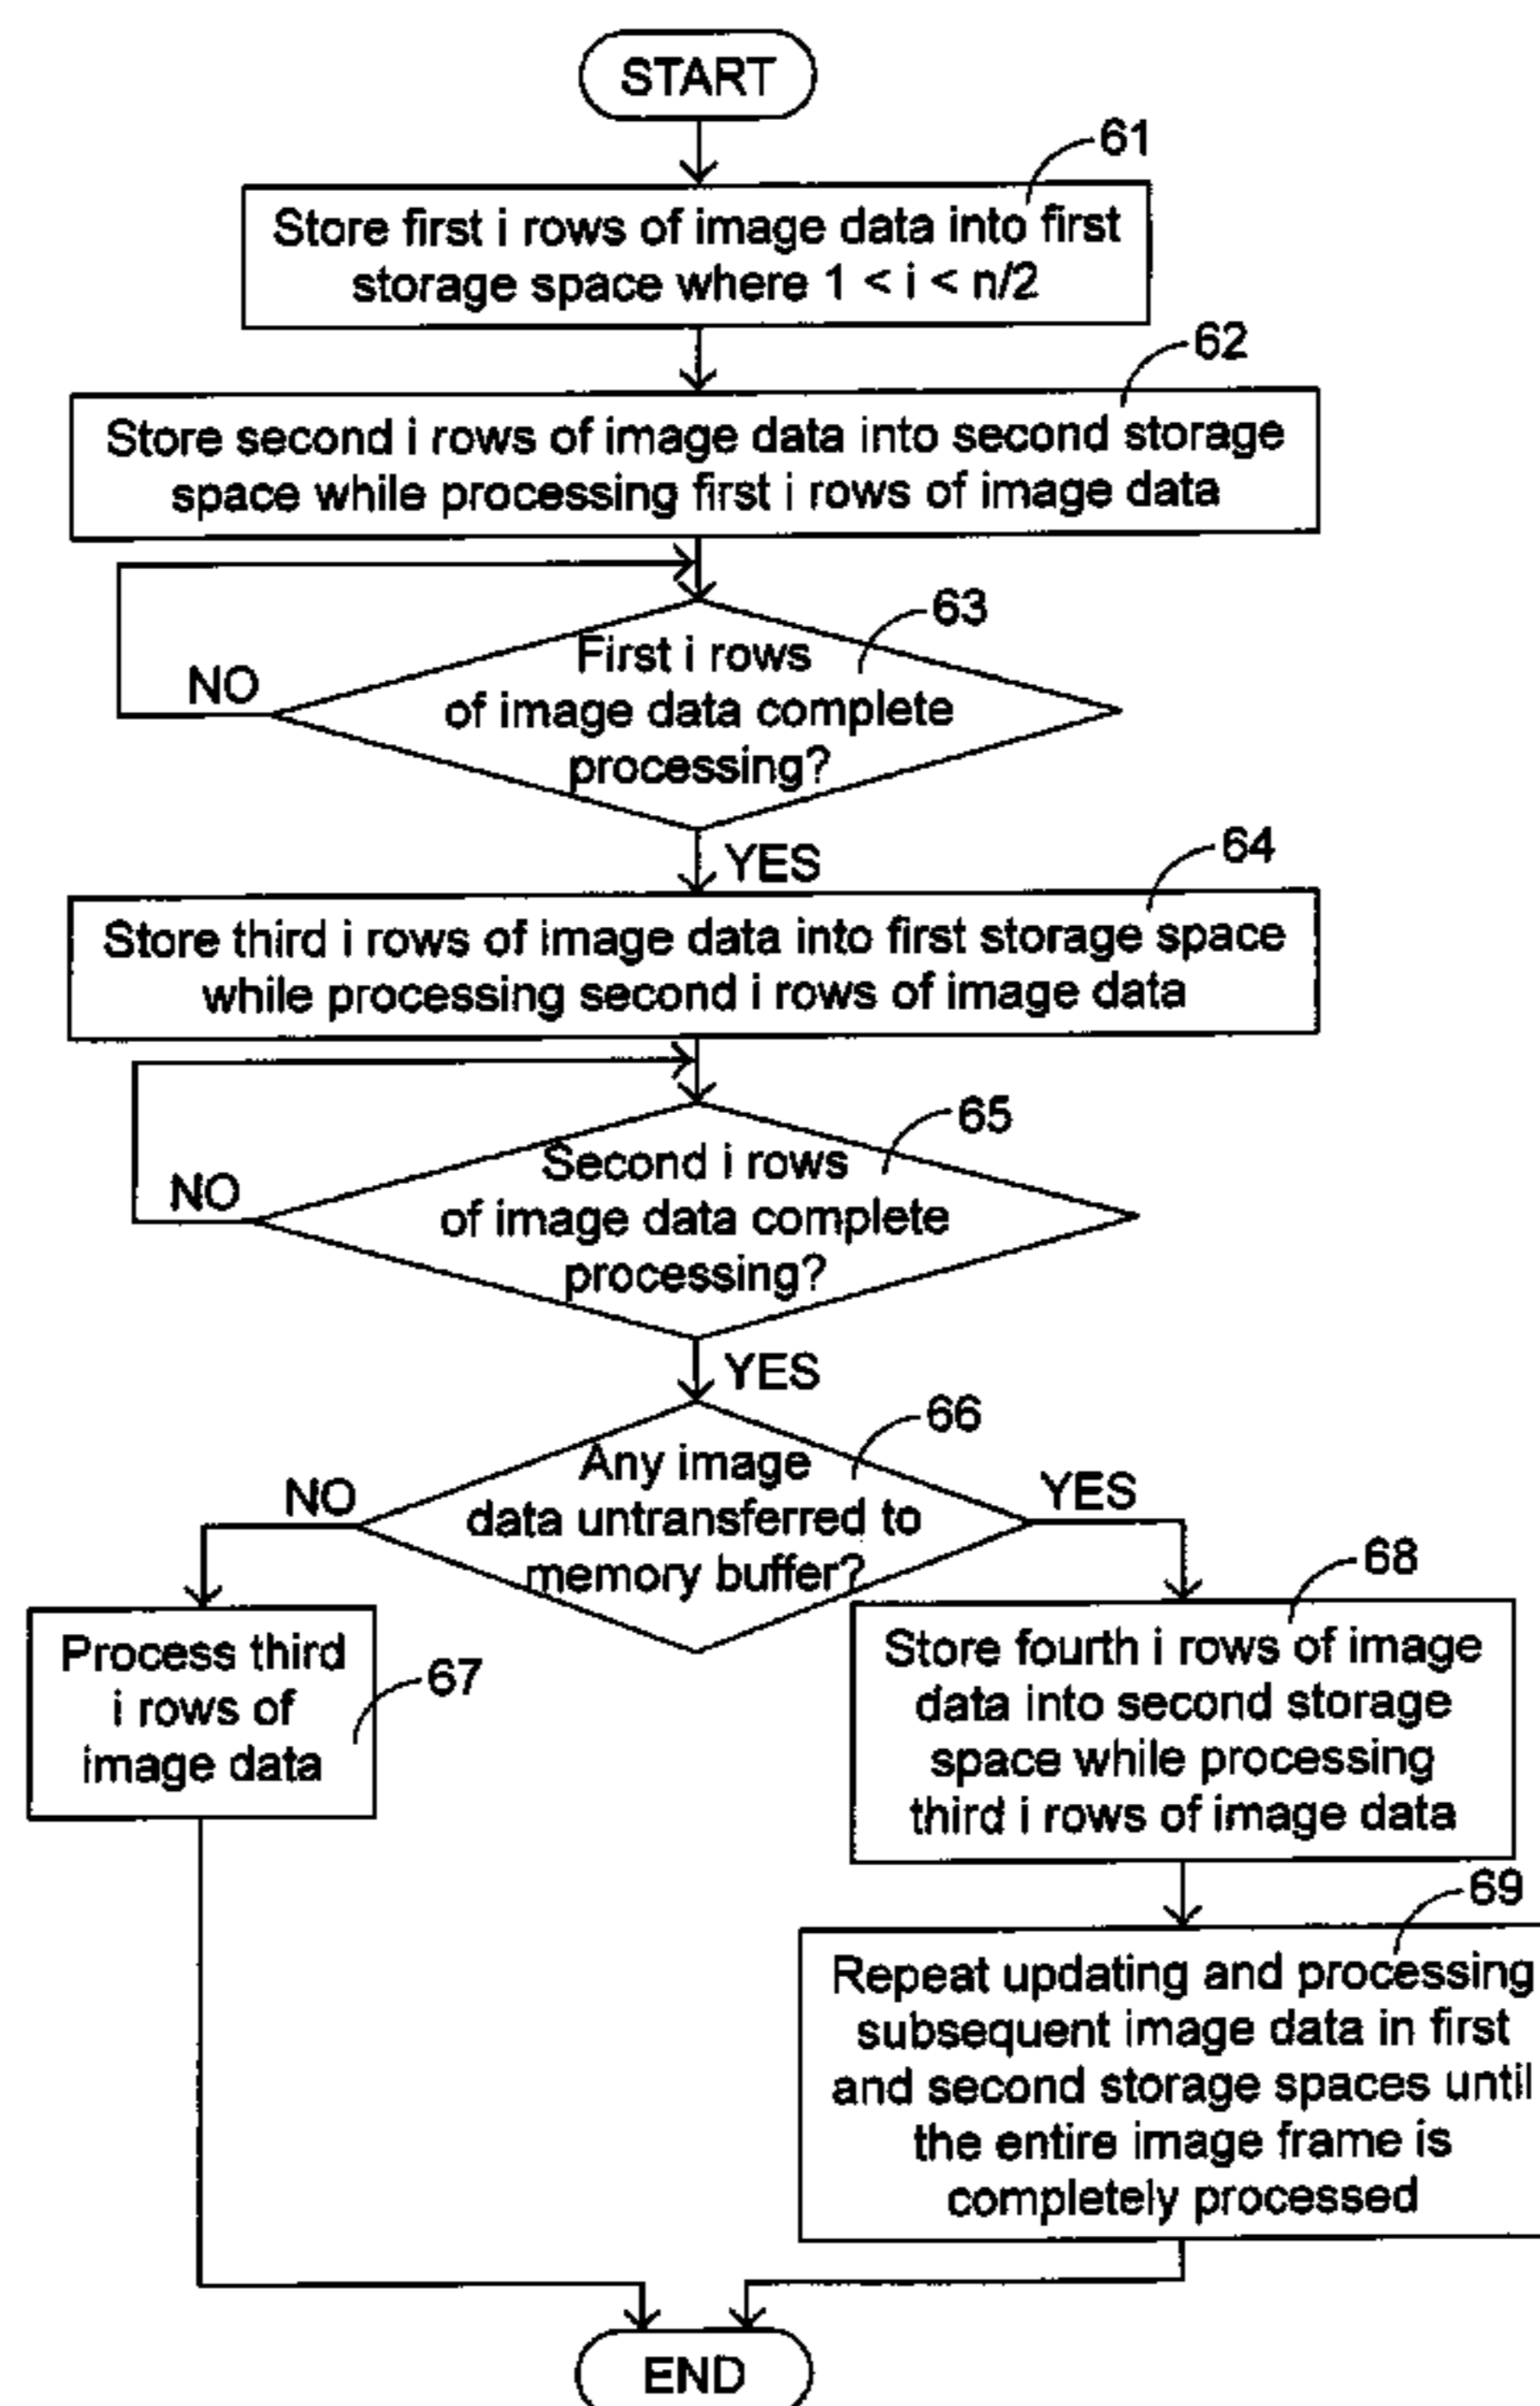 START
61
Store first i rows of image data into first
storage space where 1 < i < n/2
62
Store second i rows of image data into second storage
space while processing first i rows of image data
63
First i rows
of image data complete
processing?
NO
YES
64
Store third i rows of image data into first storage space
while processing second i rows of image data
65
Second i rows
of image data complete
processing?
NO
YES
66
Any image
data untransferred to
memory buffer?
NO
YES
67
Process third
i rows of
image data
68
Store fourth i rows of image
data into second storage
space while processing
third i rows of image data
69
Repeat updating and processing
subsequent image data in first
and second storage spaces until
the entire image frame is
completely processed
END